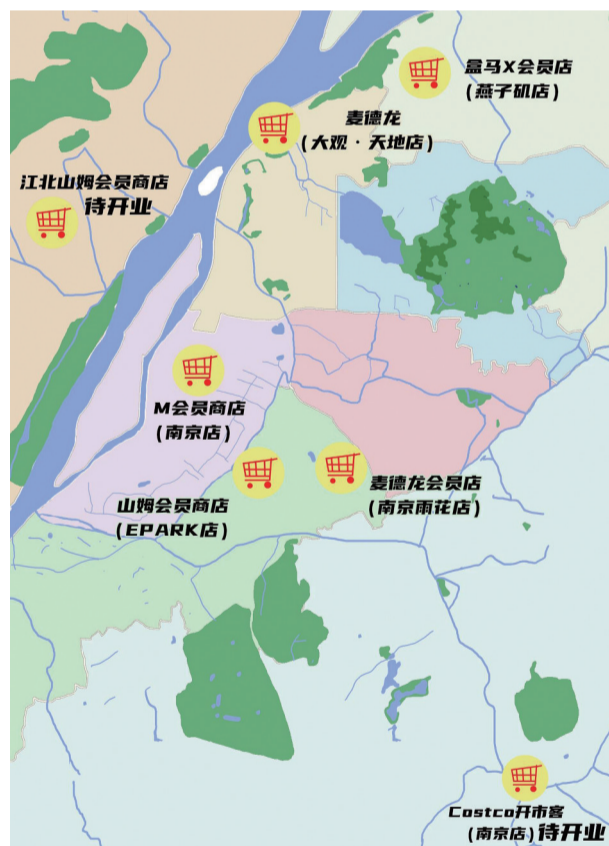 盒马X会员店
(燕子矶店)
麦德龙
(大观·天地店)
江北山姆会员商店
待开业
M会员商店
(南京店)
山姆会员商店
(EPARK店)
麦德龙会员店
(南京雨花店)
Costco开市客
(南京店)待开业